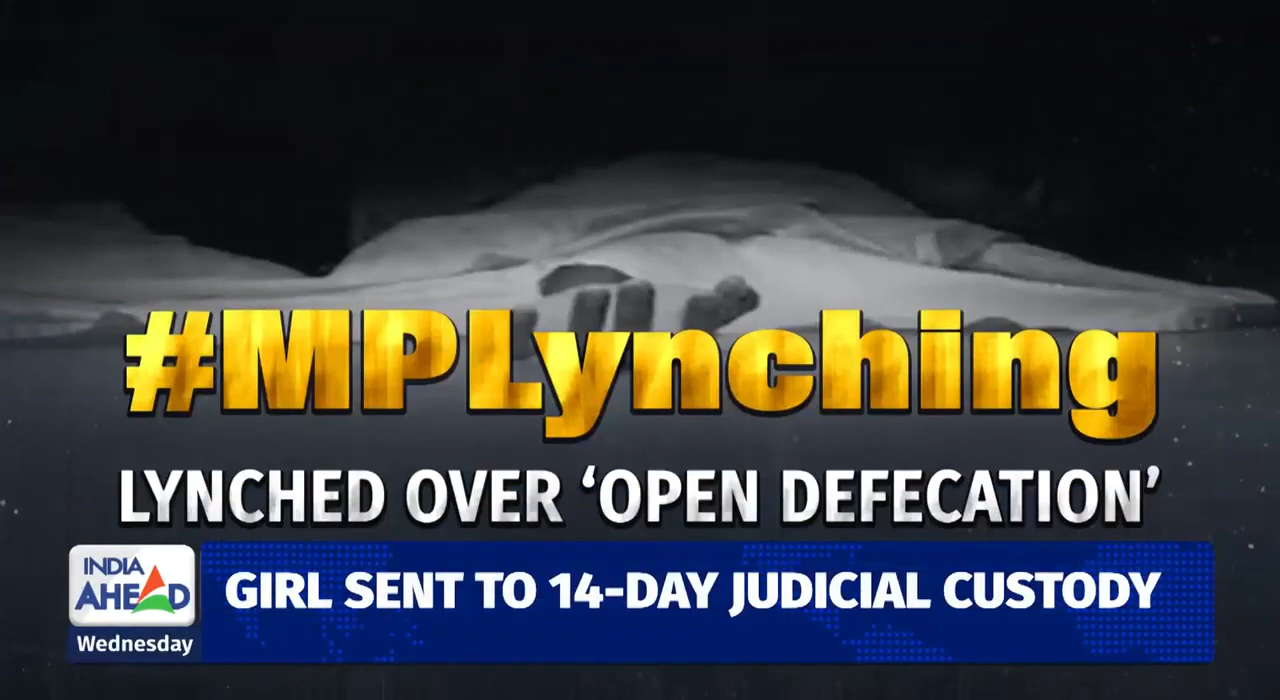 #MPLynching
LYNCHED OVER ‘OPEN DEFECATION’
INDIA
AHEAD
GIRL SENT TO 14-DAY JUDICIAL CUSTODY
Wednesday